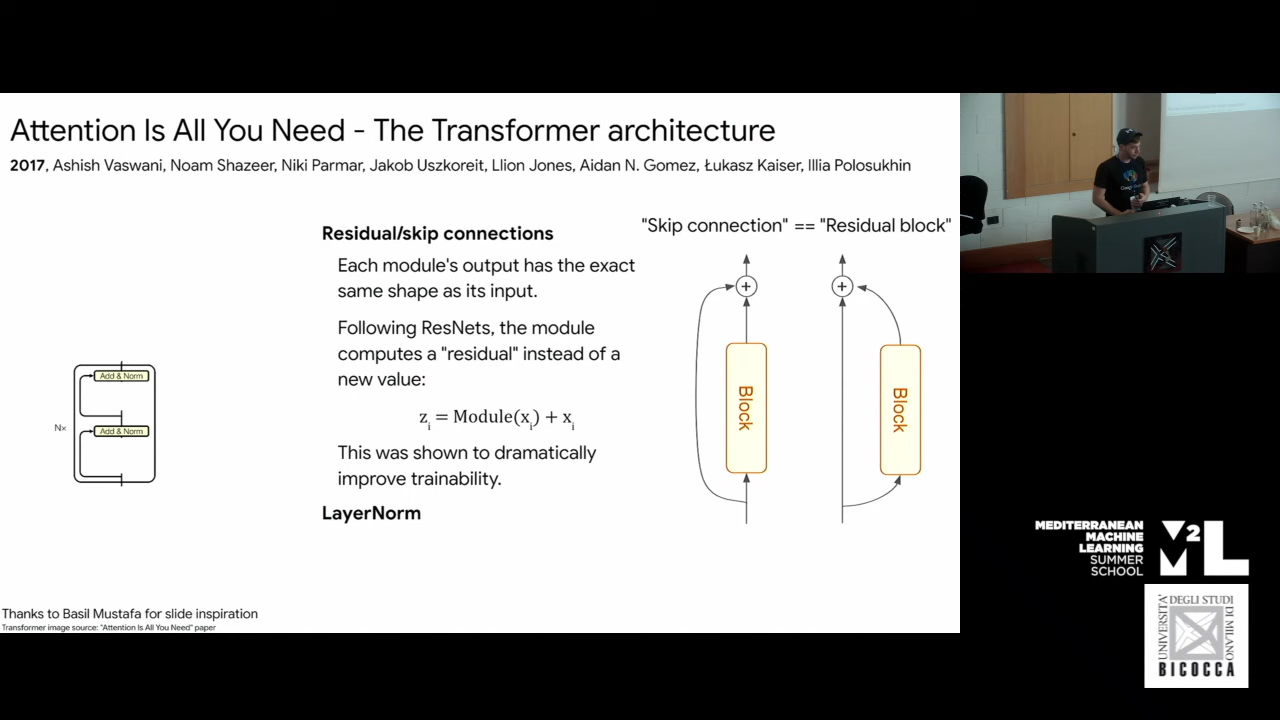 Attention Is All You Need - The Transformer architecture
2017, Ashish Vaswani, Noam Shazeer, Niki Parmar, Jakob Uszkoreit, Llion Jones, Aidan N. Gomez, Łukasz Kaiser, Illia Polosukhin
Residual/skip connections
Each module's output has the exact
same shape as its input.
Following ResNets, the module
computes a "residual" instead of a
new value:
zᵢ = Module(xᵢ) + xᵢ
This was shown to dramatically
improve trainability.
LayerNorm
"Skip connection" == "Residual block"
+
+
Block
Block
Add & Norm
N×
Add & Norm
Thanks to Basil Mustafa for slide inspiration
Transformer image source: "Attention Is All You Need" paper
MEDITERRANEAN
MACHINE
LEARNING
SUMMER
SCHOOL
M2L
UNIVERSITA'
DEGLI STUDI
DI MILANO
BICOCCA